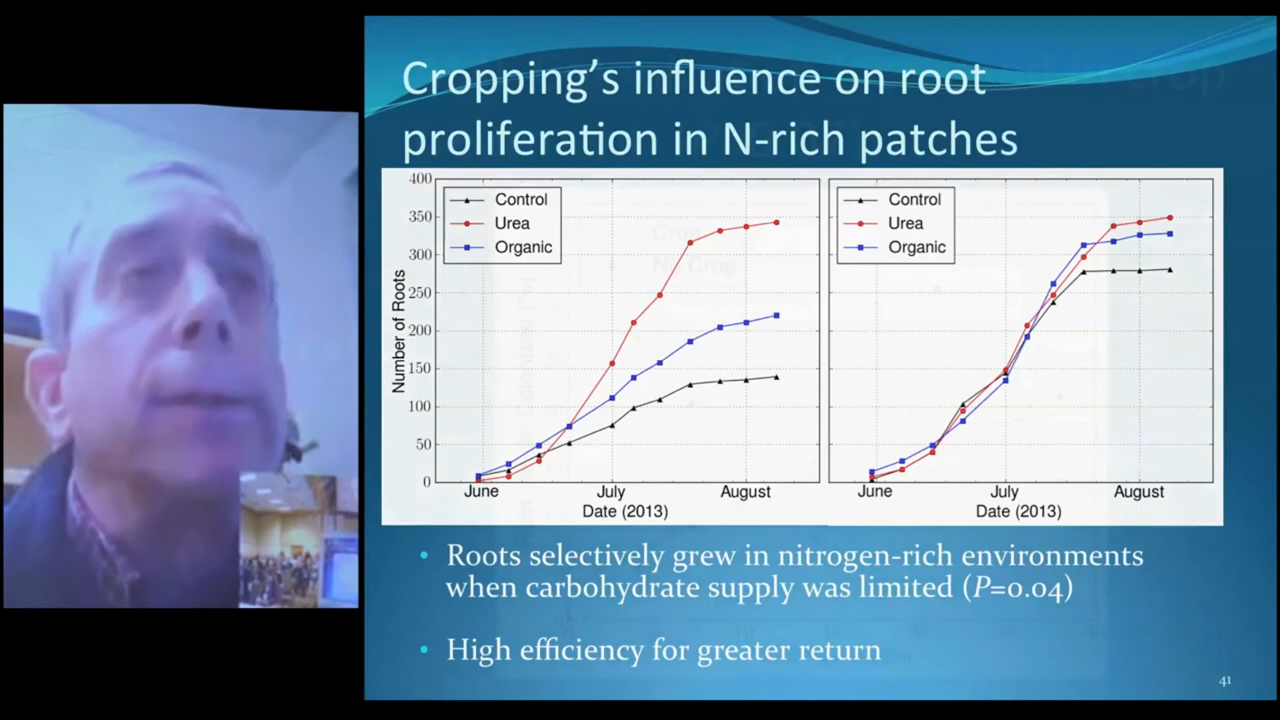 Cropping’s influence on root
proliferation in N-rich patches
Number of Roots
400
350
300
250
200
150
100
50
0
Control
Urea
Organic
June
July
August
Date (2013)
Control
Urea
Organic
June
July
August
Date (2013)
• Roots selectively grew in nitrogen-rich environments
when carbohydrate supply was limited (P=0.04)
• High efficiency for greater return
41